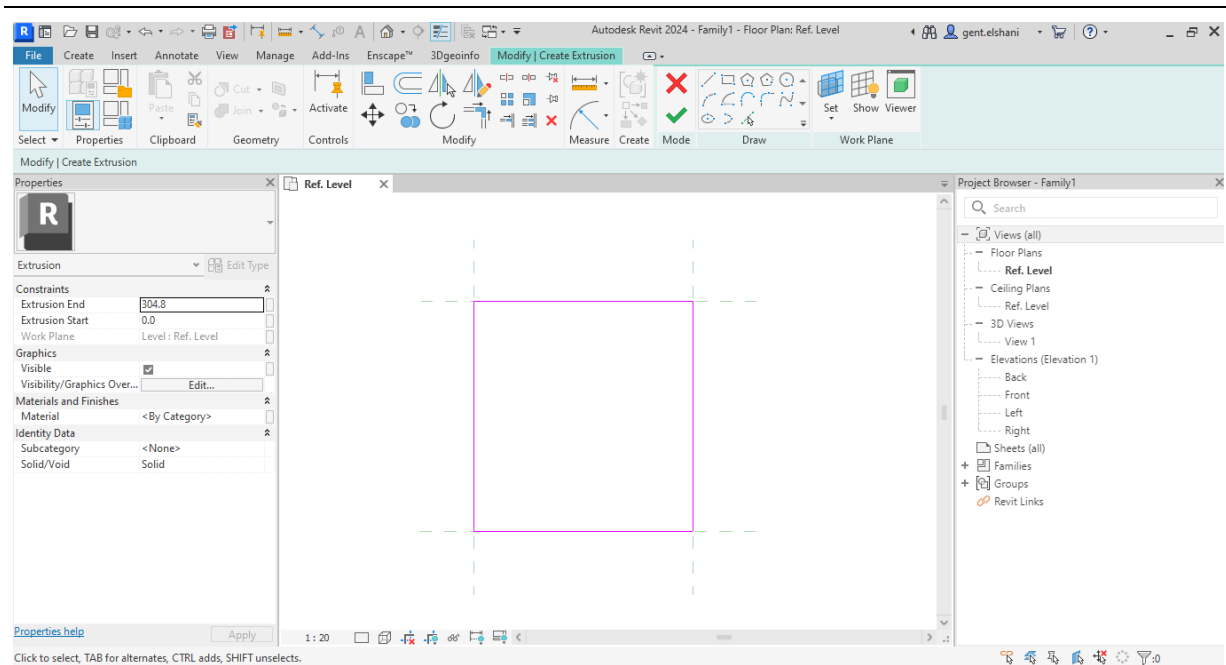 R
Autodesk Revit 2024 - Family1 - Floor Plan: Ref. Level
gent.elshani
File Create Insert Annotate View Manage Add-Ins Enscape™ 3Dgeoinfo Modify | Create Extrusion
Modify
Paste
Cut
Join
Activate
Set Show Viewer
Select Properties Clipboard Geometry Controls Modify Measure Create Mode Draw Work Plane
Modify | Create Extrusion
Properties
R
Extrusion
Edit Type
Constraints
Extrusion End 304.8
Extrusion Start 0.0
Work Plane Level : Ref. Level
Graphics
Visible
Visibility/Graphics Over... Edit...
Materials and Finishes
Material <By Category>
Identity Data
Subcategory <None>
Solid/Void Solid
Properties help
Apply
Ref. Level
1 : 20
Project Browser - Family1
Search
Views (all)
Floor Plans
Ref. Level
Ceiling Plans
Ref. Level
3D Views
View 1
Elevations (Elevation 1)
Back
Front
Left
Right
Sheets (all)
Families
Groups
Revit Links
Click to select, TAB for alternates, CTRL adds, SHIFT unselects.
:0